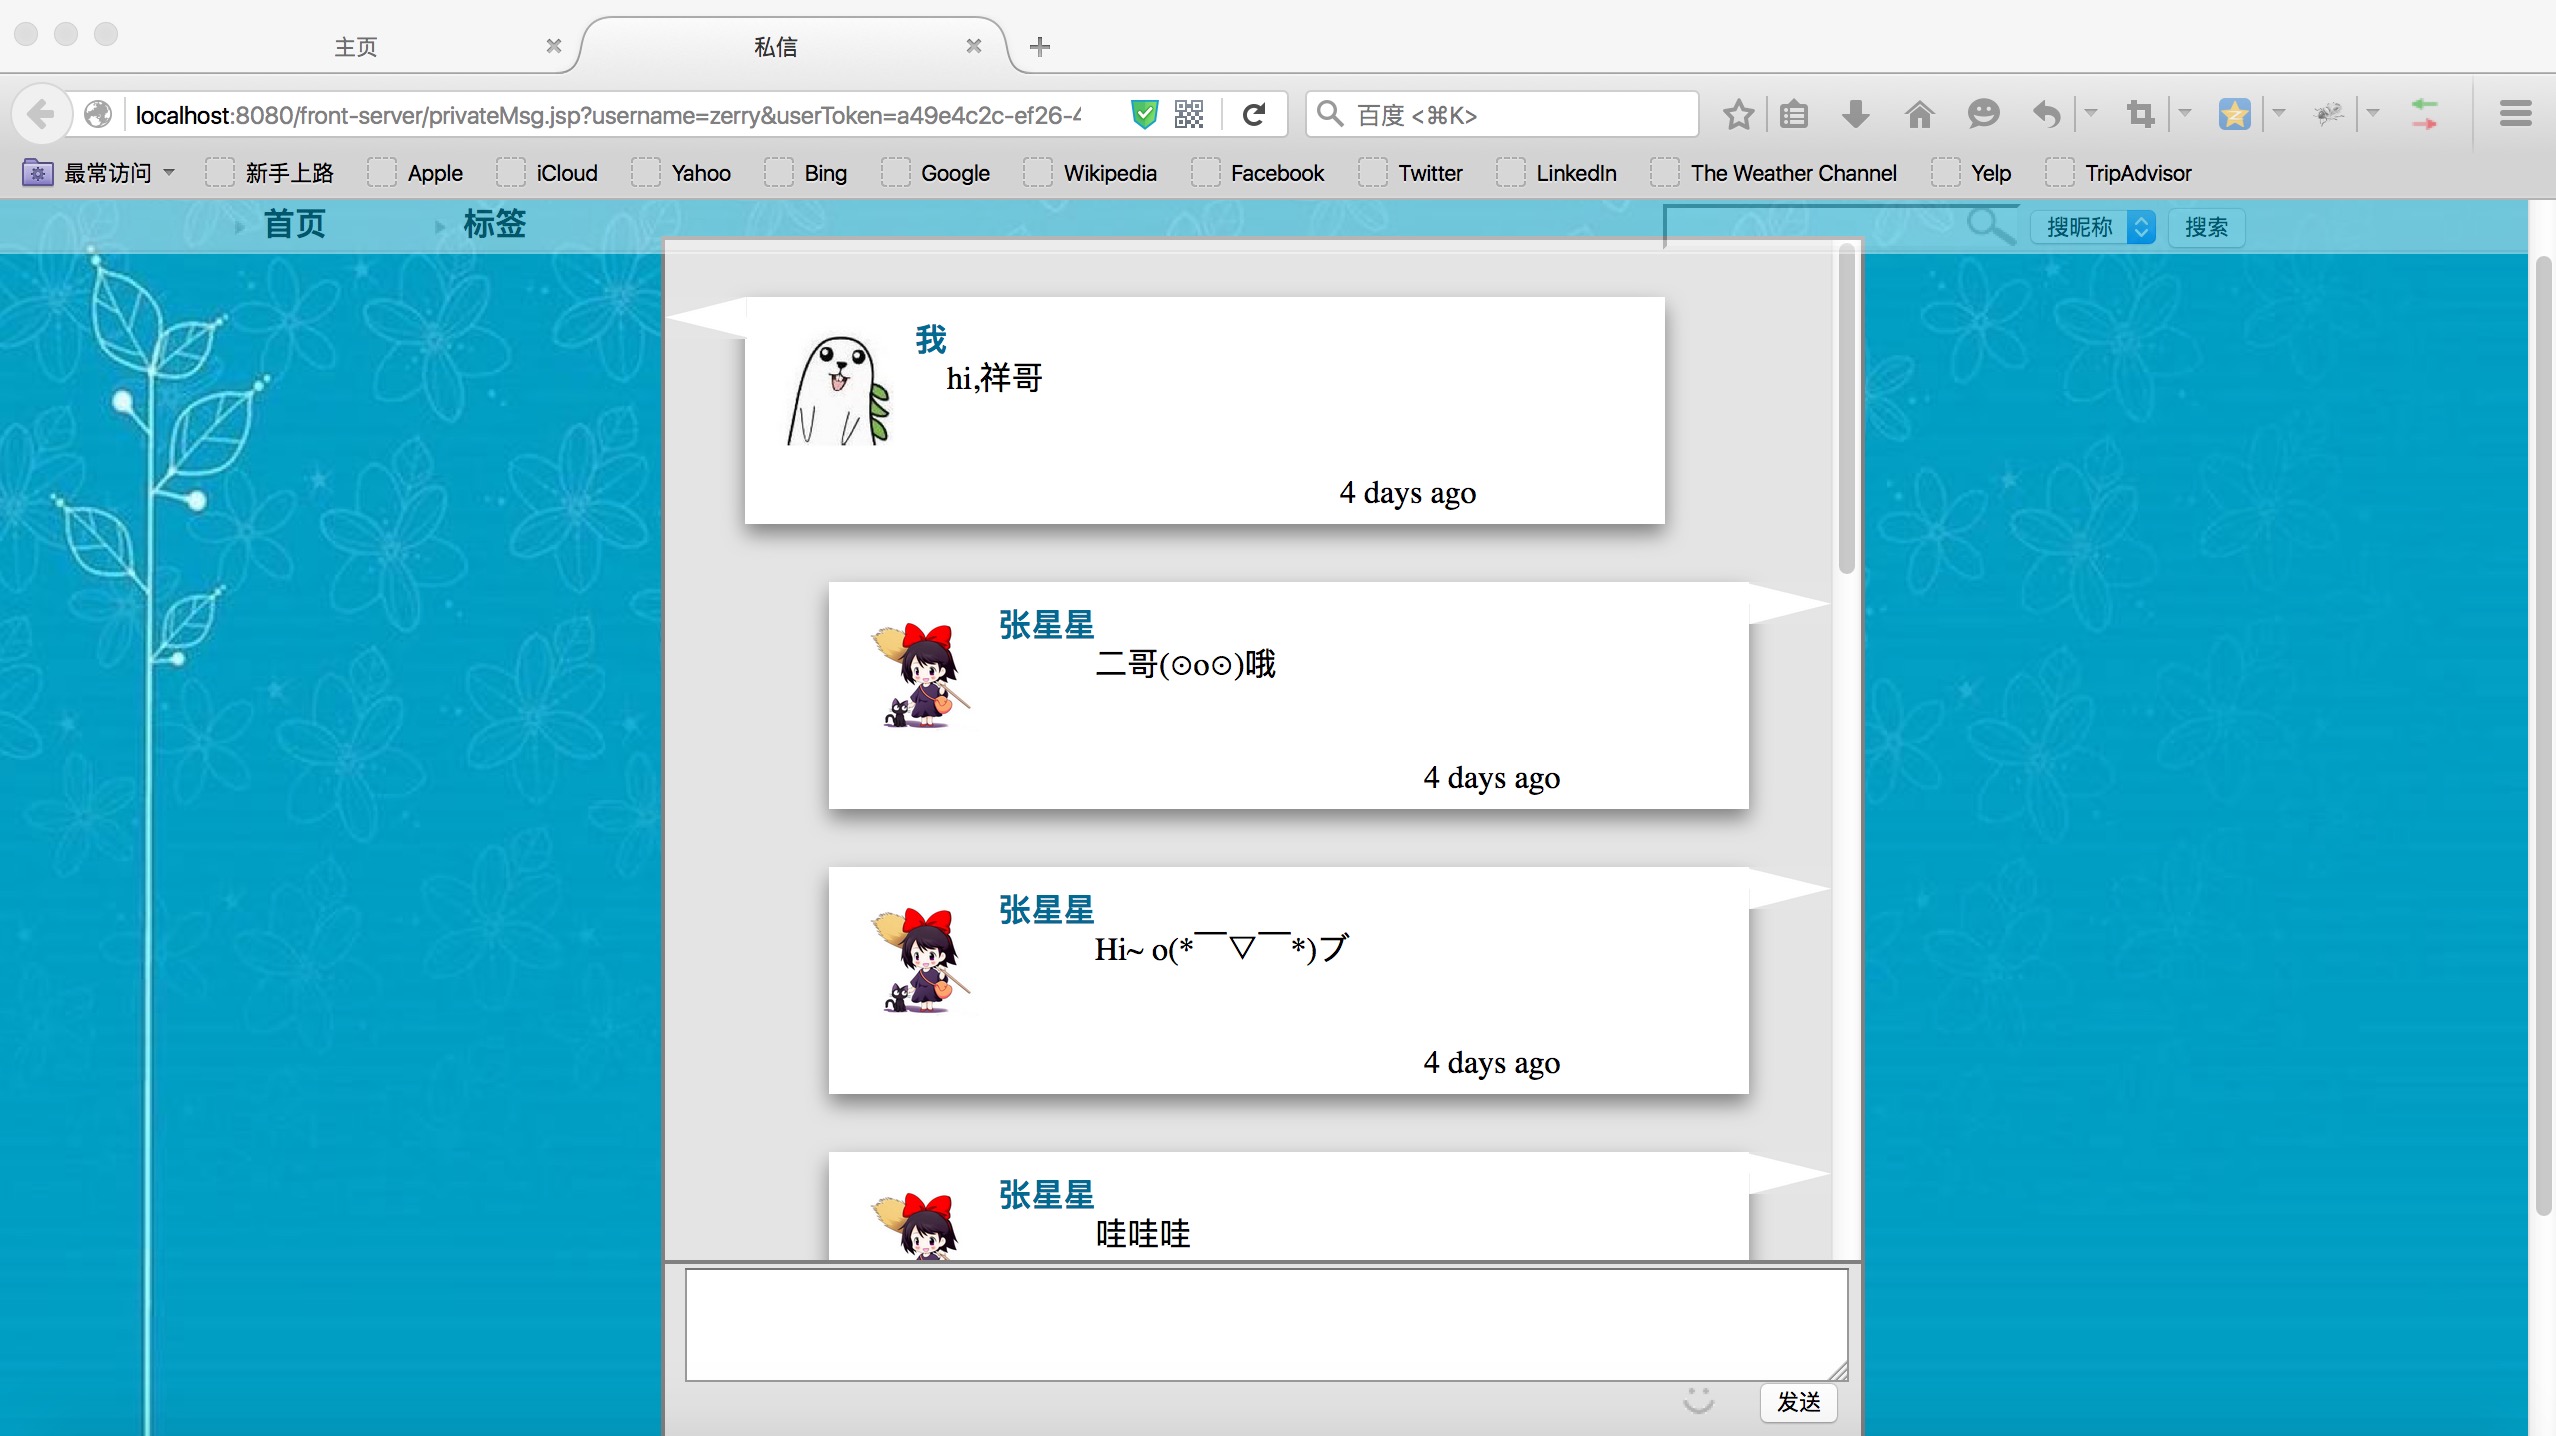 主页
私信
localhost:8080/front-server/privateMsg.jsp?username=zerry&userToken=a49e4c2c-ef26-4
百度 <⌘K>
最常访问 新手上路 Apple iCloud Yahoo Bing Google Wikipedia Facebook Twitter LinkedIn The Weather Channel Yelp TripAdvisor
首页 标签 搜昵称 搜索
我
hi,祥哥
4 days ago
张星星
二哥(⊙o⊙)哦
4 days ago
张星星
Hi~ o(*￣▽￣*)ブ
4 days ago
张星星
哇哇哇
发送